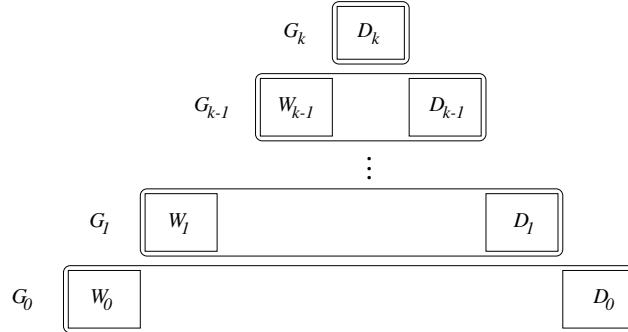 G_k D_k
G_{k-1} W_{k-1} D_{k-1}
⋮
G_1 W_1 D_1
G_0 W_0 D_0